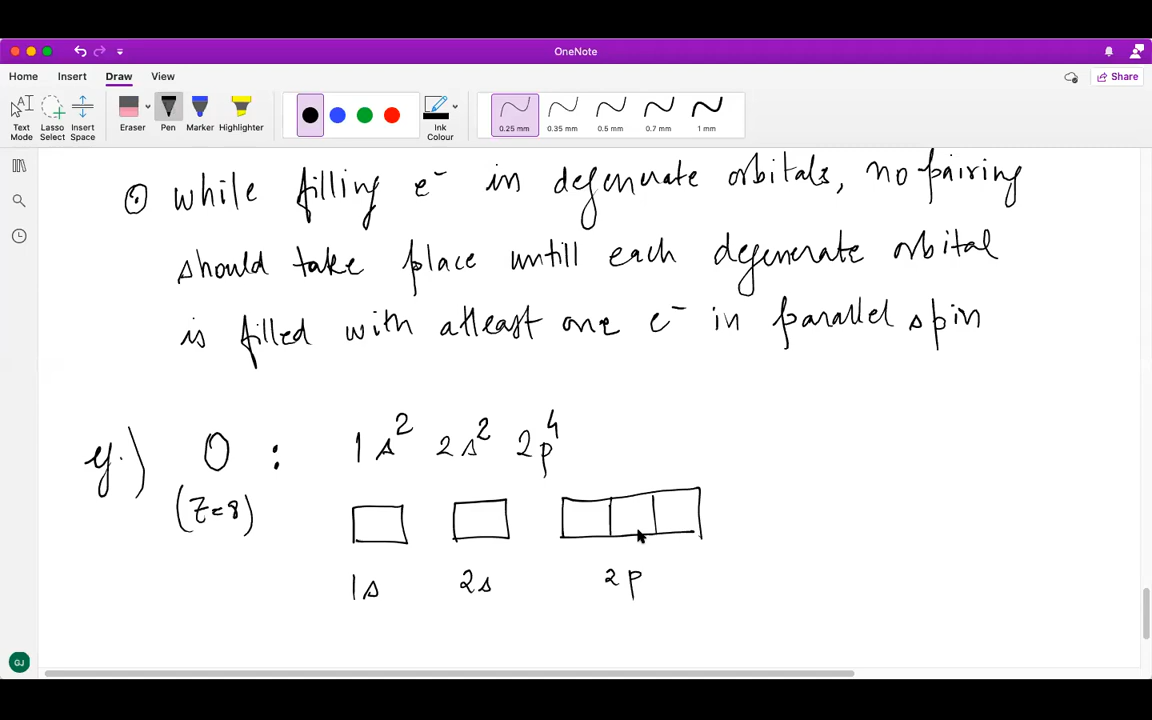 OneNote
Home Insert Draw View
Share
Text Mode
Lasso Select
Insert Space
Eraser
Pen
Marker
Highlighter
Ink Colour
0.25 mm
0.35 mm
0.5 mm
0.7 mm
1 mm
⊙ while filling e⁻ in degenerate orbitals, no pairing
should take place untill each degenerate orbital
is filled with atleast one e⁻ in parallel spin
eg.) O : 1s² 2s² 2p⁴
(Z=8)
1s 2s 2p
GJ